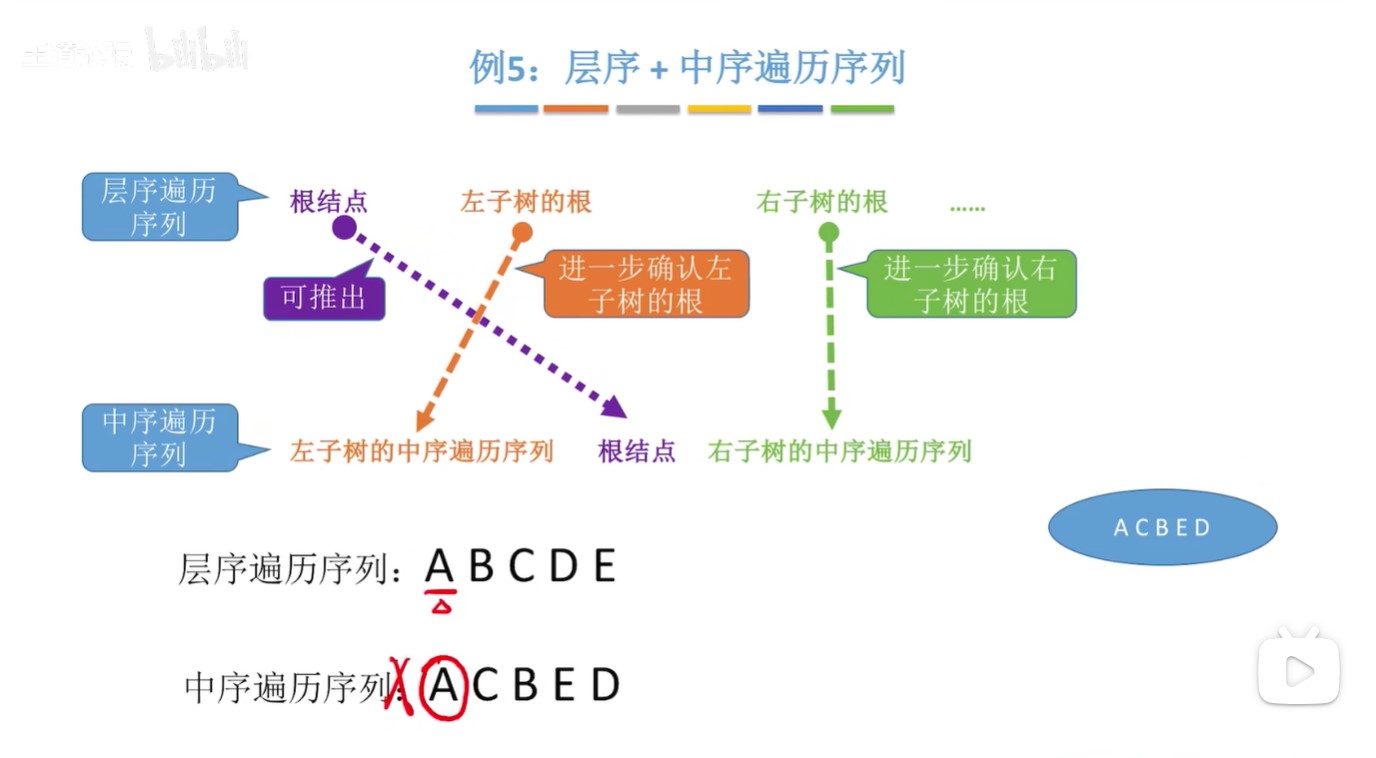 bilibili
例5：层序 + 中序遍历序列
层序遍历
序列
根结点
左子树的根
右子树的根
……
可推出
进一步确认左
子树的根
进一步确认右
子树的根
中序遍历
序列
左子树的中序遍历序列
根结点
右子树的中序遍历序列
A C B E D
层序遍历序列：A B C D E
中序遍历序列：A C B E D